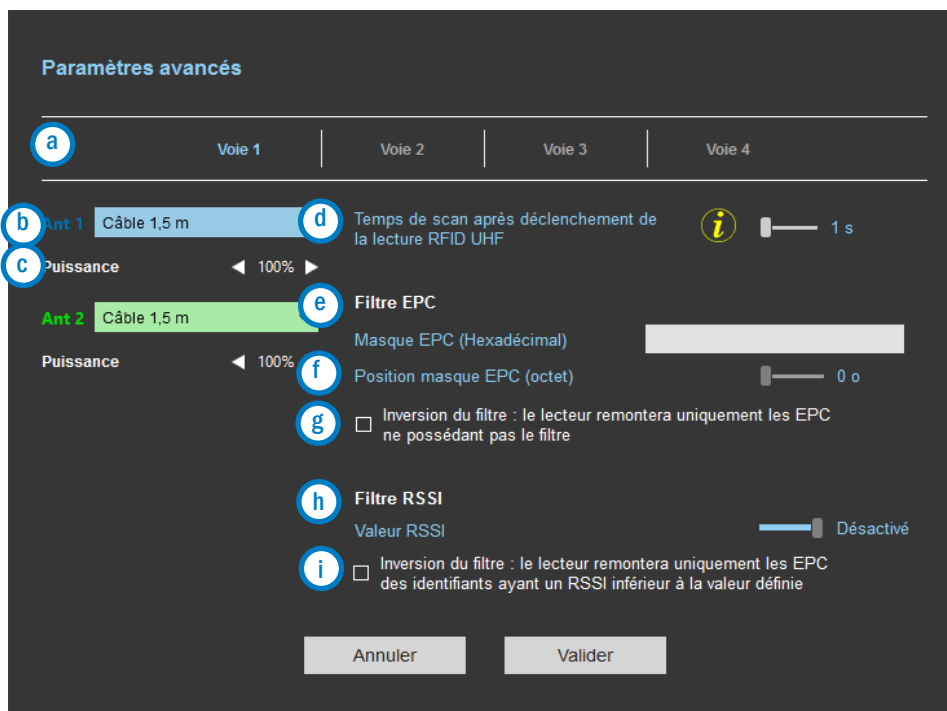 Paramètres avancés
a Voie 1 Voie 2 Voie 3 Voie 4
b Ant 1 Câble 1,5 m
c Puissance 100%
Ant 2 Câble 1,5 m
Puissance 100%
d Temps de scan après déclenchement de
la lecture RFID UHF i 1 s
e Filtre EPC
Masque EPC (Hexadécimal)
f Position masque EPC (octet) 0 o
g Inversion du filtre : le lecteur remontera uniquement les EPC
ne possédant pas le filtre
h Filtre RSSI
Valeur RSSI Désactivé
i Inversion du filtre : le lecteur remontera uniquement les EPC
des identifiants ayant un RSSI inférieur à la valeur définie
Annuler Valider